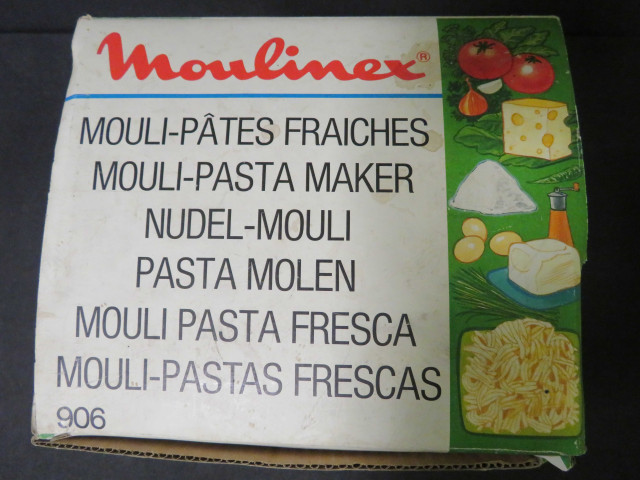 Moulinex®
MOULI-PÂTES FRAICHES
MOULI-PASTA MAKER
NUDEL-MOULI
PASTA MOLEN
MOULI PASTA FRESCA
MOULI-PASTAS FRESCAS
906